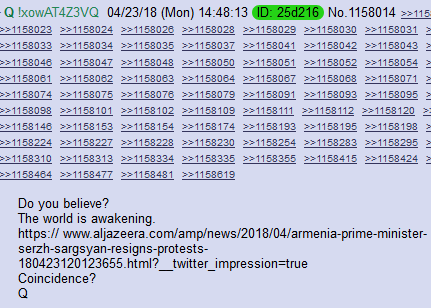 Q !xowAT4Z3VQ 04/23/18 (Mon) 14:48:13 ID: 25d216 No.1158014 >>115
>>1158023 >>1158024 >>1158026 >>1158028 >>1158029 >>1158030 >>1158031
>>1158033 >>1158035 >>1158037 >>1158038 >>1158041 >>1158042 >>1158043
>>1158046 >>1158047 >>1158048 >>1158050 >>1158051 >>1158052 >>1158054
>>1158061 >>1158062 >>1158063 >>1158064 >>1158067 >>1158068 >>1158071
>>1158074 >>1158075 >>1158076 >>1158078 >>1158091 >>1158093 >>1158095
>>1158098 >>1158101 >>1158102 >>1158109 >>1158111 >>1158112 >>1158120
>>1158146 >>1158153 >>1158154 >>1158174 >>1158193 >>1158195 >>1158198
>>1158224 >>1158227 >>1158228 >>1158230 >>1158254 >>1158283 >>1158295
>>1158310 >>1158313 >>1158334 >>1158335 >>1158355 >>1158415 >>1158424
>>1158464 >>1158477 >>1158481 >>1158619
Do you believe?
The world is awakening.
https:// www.aljazeera.com/amp/news/2018/04/armenia-prime-minister-
serzh-sargsyan-resigns-protests-
180423120123655.html?__twitter_impression=true
Coincidence?
Q